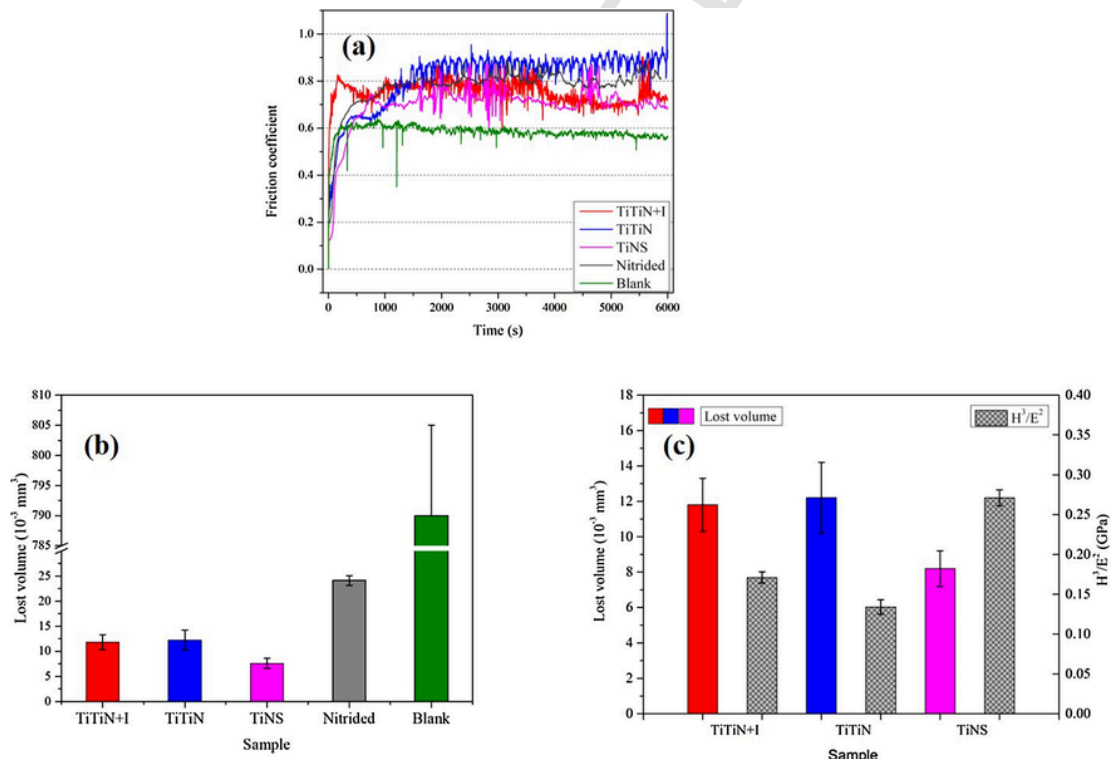 (a)
Friction coefficient
1.0
0.8
0.6
0.4
0.2
0.0
0 1000 2000 3000 4000 5000 6000
Time (s)
TiTiN+I
TiTiN
TiNS
Nitrided
Blank
(b)
Lost volume (10⁻³ mm³)
810
805
800
795
790
785
25
20
15
10
5
0
TiTiN+I TiTiN TiNS Nitrided Blank
Sample
(c)
Lost volume
H³/E²
Lost volume (10⁻³ mm³)
18
16
14
12
10
8
6
4
2
0
H³/E² (GPa)
0.40
0.35
0.30
0.25
0.20
0.15
0.10
0.05
0.00
TiTiN+I TiTiN TiNS
Sample